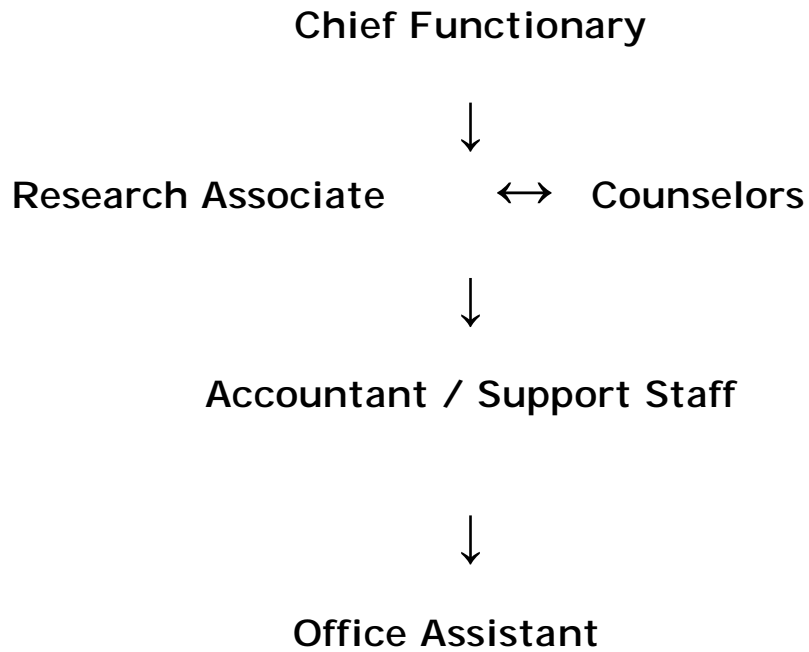 Chief Functionary
↓
Research Associate ↔ Counselors
↓
Accountant / Support Staff
↓
Office Assistant